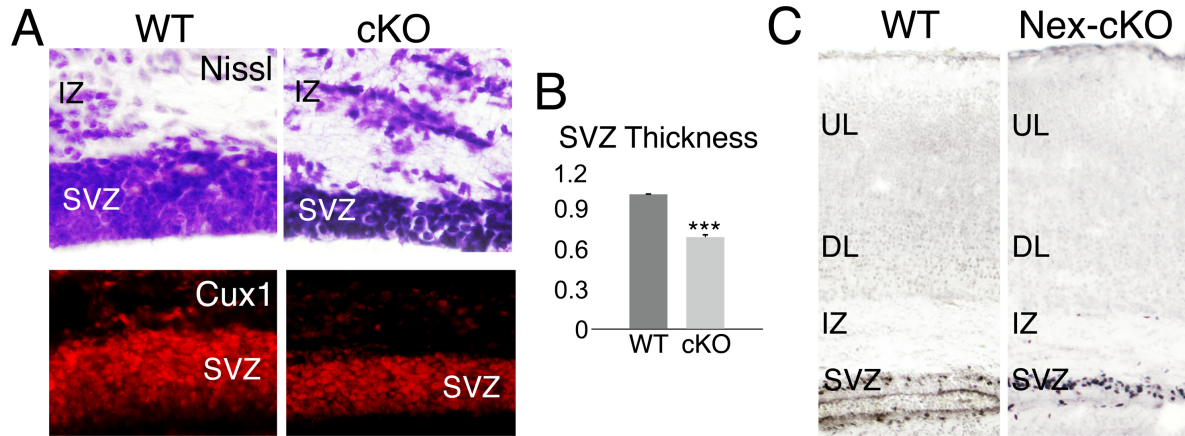 A
WT
cKO
Nissl
IZ
IZ
SVZ
SVZ
Cux1
SVZ
SVZ
B
SVZ Thickness
1.2
0.9
0.6
0.3
0
***
WT cKO
C
WT
Nex-cKO
UL
UL
DL
DL
IZ
IZ
SVZ
SVZ